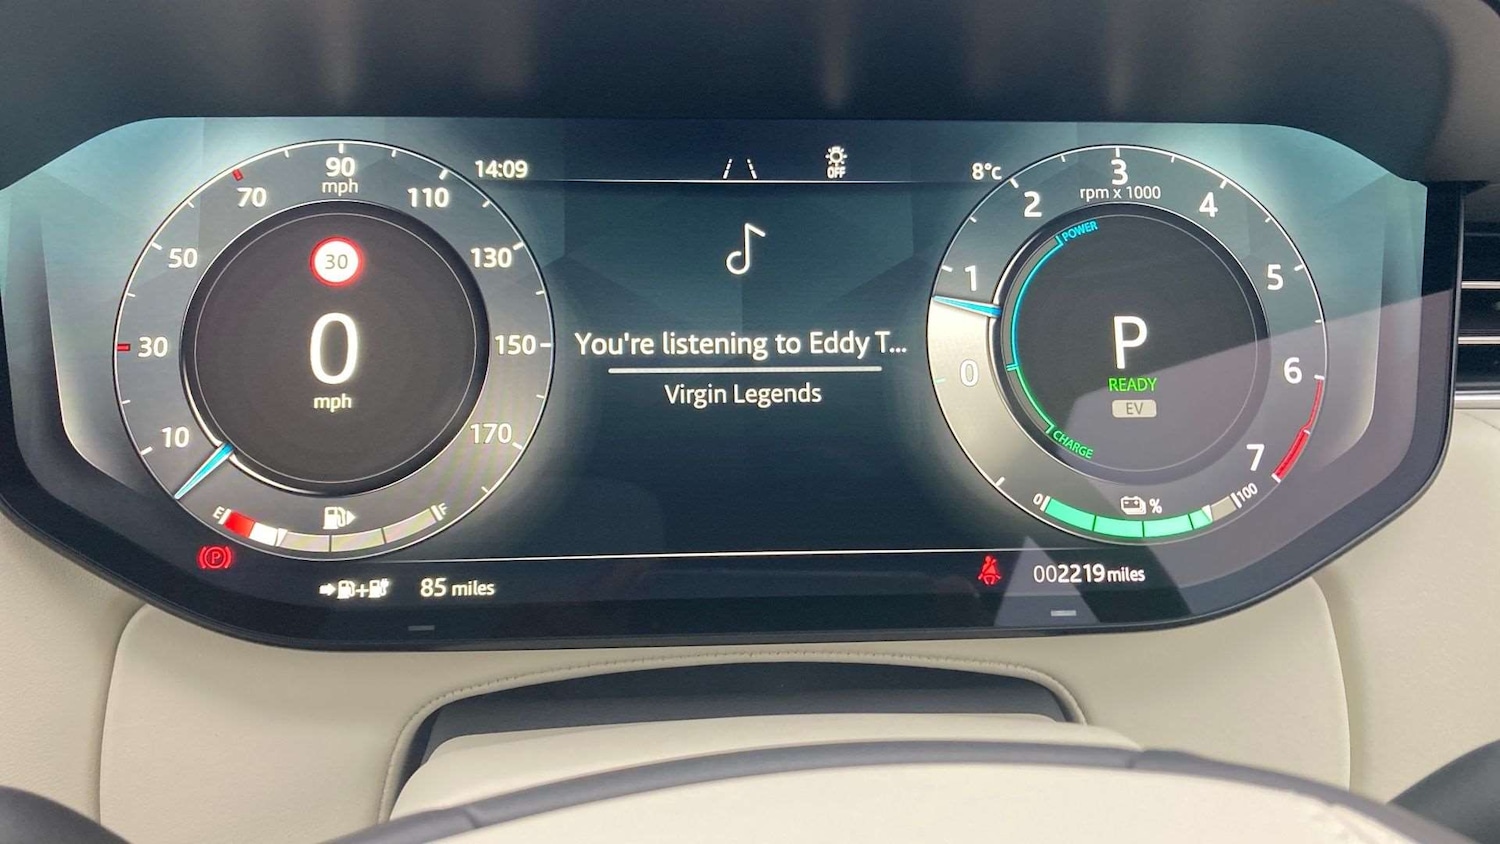 90
mph
70
110
50
130
30
150
10
170
30
0
mph
E
F
P
85 miles
14:09
OFF
8°c
You're listening to Eddy T...
Virgin Legends
3
rpm x 1000
2
4
1
5
0
6
7
POWER
P
READY
EV
CHARGE
0
%
100
002219 miles